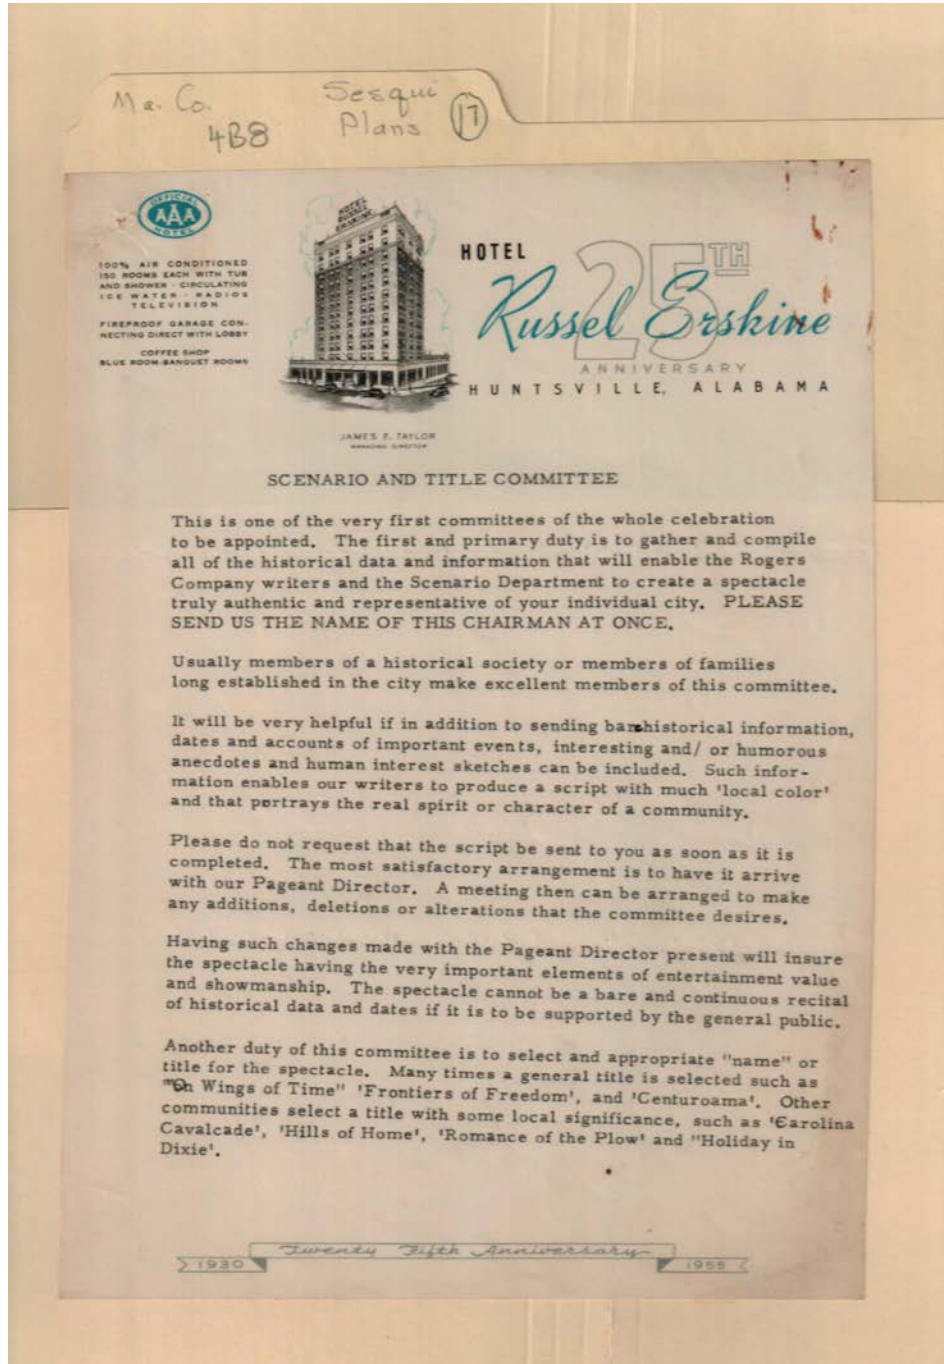 Ma. Co.
4B8
Sesqui
Plans
17
OFFICIAL
AAA
HOTEL
100% AIR CONDITIONED
150 ROOMS EACH WITH TUB
AND SHOWER - CIRCULATING
ICE WATER - RADIOS
TELEVISION
FIREPROOF GARAGE CON-
NECTING DIRECT WITH LOBBY
COFFEE SHOP
BLUE ROOM-BANQUET ROOMS
HOTEL
RUSSEL
ERSKINE
JAMES F. TAYLOR
MANAGING DIRECTOR
HOTEL
25TH
Russel Erskine
ANNIVERSARY
HUNTSVILLE, ALABAMA
SCENARIO AND TITLE COMMITTEE
This is one of the very first committees of the whole celebration
to be appointed. The first and primary duty is to gather and compile
all of the historical data and information that will enable the Rogers
Company writers and the Scenario Department to create a spectacle
truly authentic and representative of your individual city. PLEASE
SEND US THE NAME OF THIS CHAIRMAN AT ONCE.
Usually members of a historical society or members of families
long established in the city make excellent members of this committee.
It will be very helpful if in addition to sending bare historical information,
dates and accounts of important events, interesting and/ or humorous
anecdotes and human interest sketches can be included. Such infor-
mation enables our writers to produce a script with much 'local color'
and that portrays the real spirit or character of a community.
Please do not request that the script be sent to you as soon as it is
completed. The most satisfactory arrangement is to have it arrive
with our Pageant Director. A meeting then can be arranged to make
any additions, deletions or alterations that the committee desires.
Having such changes made with the Pageant Director present will insure
the spectacle having the very important elements of entertainment value
and showmanship. The spectacle cannot be a bare and continuous recital
of historical data and dates if it is to be supported by the general public.
Another duty of this committee is to select and appropriate "name" or
title for the spectacle. Many times a general title is selected such as
"On Wings of Time" 'Frontiers of Freedom', and 'Centuroama'. Other
communities select a title with some local significance, such as 'Carolina
Cavalcade', 'Hills of Home', 'Romance of the Plow' and "Holiday in
Dixie'.
Twenty Fifth Anniversary
1930
1955